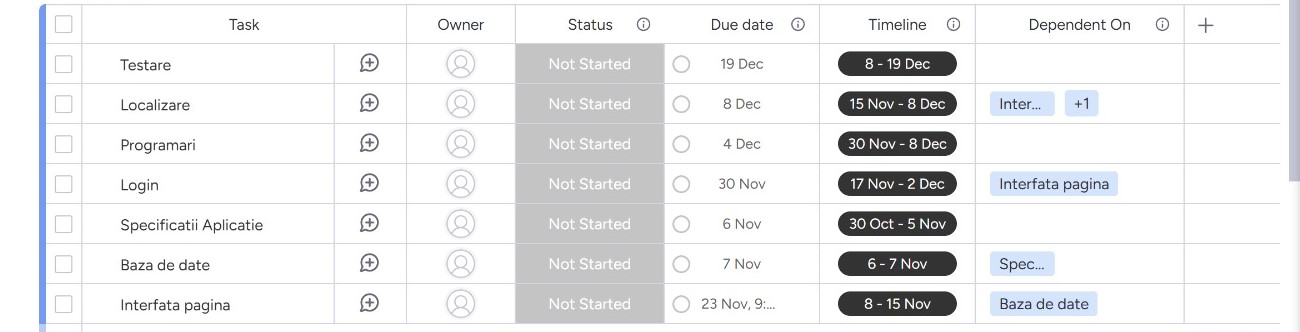 Task Owner Status Due date Timeline Dependent On
Testare Not Started 19 Dec 8 - 19 Dec
Localizare Not Started 8 Dec 15 Nov - 8 Dec Inter... +1
Programari Not Started 4 Dec 30 Nov - 8 Dec
Login Not Started 30 Nov 17 Nov - 2 Dec Interfata pagina
Specificatii Aplicatie Not Started 6 Nov 30 Oct - 5 Nov
Baza de date Not Started 7 Nov 6 - 7 Nov Spec...
Interfata pagina Not Started 23 Nov, 9:... 8 - 15 Nov Baza de date